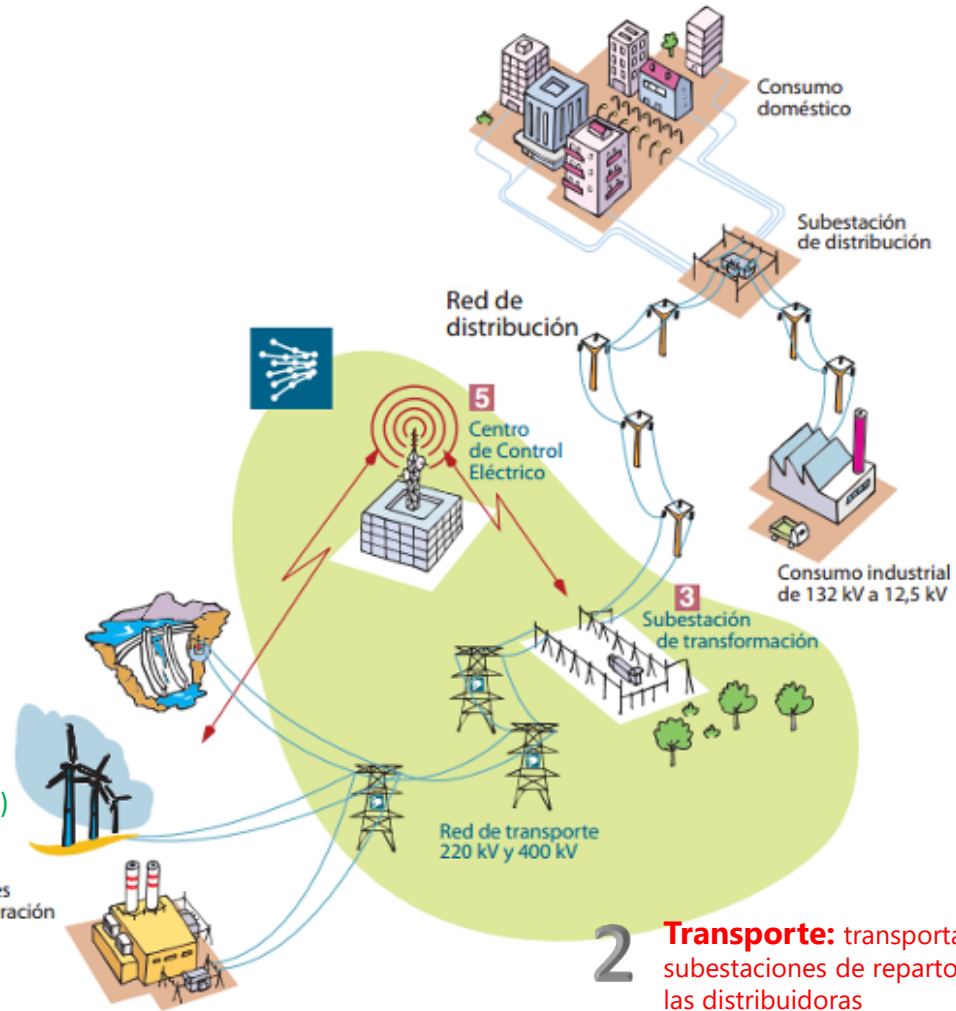 Consumo
doméstico
Subestación
de distribución
Red de
distribución
5
Centro
de Control
Eléctrico
Consumo industrial
de 132 kV a 12,5 kV
3
Subestación
de transformación
)
Red de transporte
220 kV y 400 kV
es
ración
2
Transporte: transporta
subestaciones de reparto
las distribuidoras